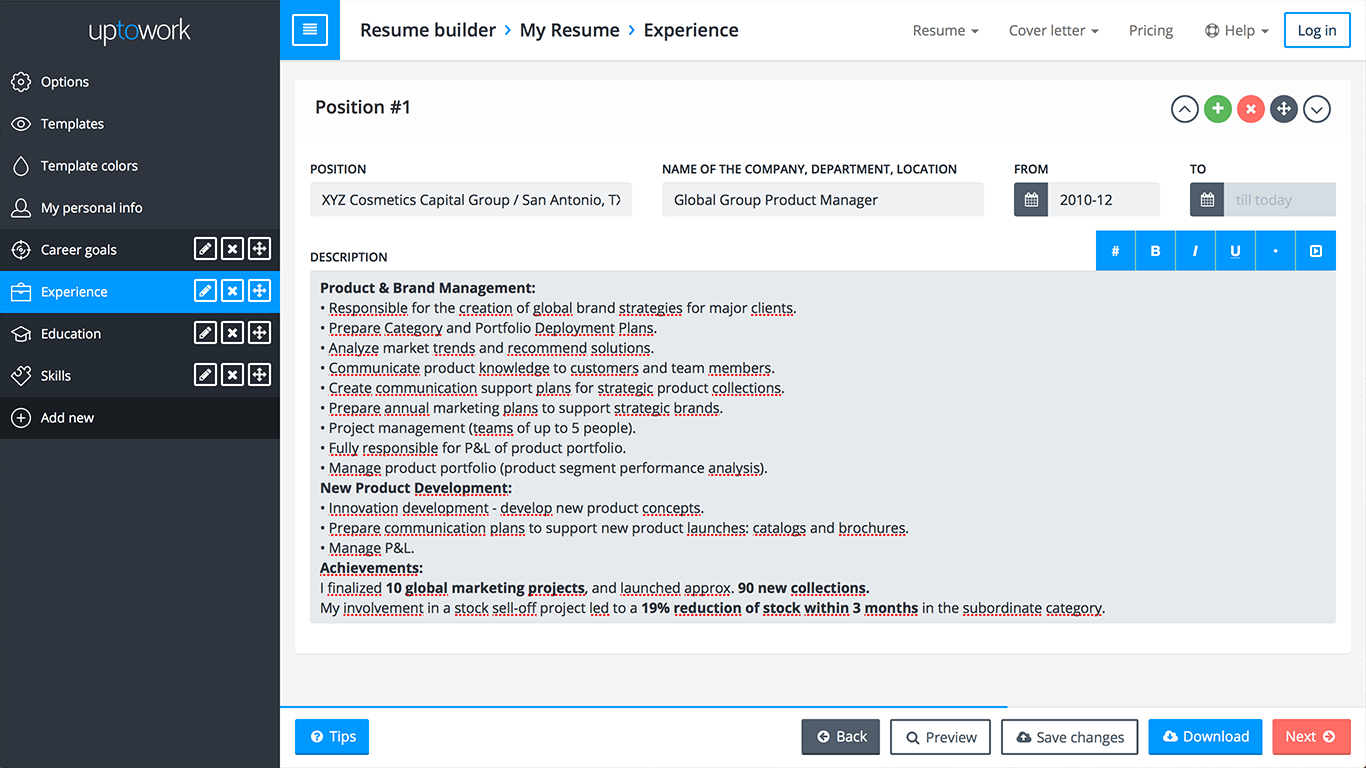 uptowork
Resume builder › My Resume › Experience
Resume
Cover letter
Pricing
Help
Log in
Options
Templates
Template colors
My personal info
Career goals
Experience
Education
Skills
Add new
Position #1
POSITION
NAME OF THE COMPANY, DEPARTMENT, LOCATION
FROM
TO
XYZ Cosmetics Capital Group / San Antonio, TX
Global Group Product Manager
2010-12
till today
DESCRIPTION
# B I U •
Product & Brand Management:
• Responsible for the creation of global brand strategies for major clients.
• Prepare Category and Portfolio Deployment Plans.
• Analyze market trends and recommend solutions.
• Communicate product knowledge to customers and team members.
• Create communication support plans for strategic product collections.
• Prepare annual marketing plans to support strategic brands.
• Project management (teams of up to 5 people).
• Fully responsible for P&L of product portfolio.
• Manage product portfolio (product segment performance analysis).
New Product Development:
• Innovation development - develop new product concepts.
• Prepare communication plans to support new product launches: catalogs and brochures.
• Manage P&L.
Achievements:
I finalized 10 global marketing projects, and launched approx. 90 new collections.
My involvement in a stock sell-off project led to a 19% reduction of stock within 3 months in the subordinate category.
Tips
Back
Preview
Save changes
Download
Next